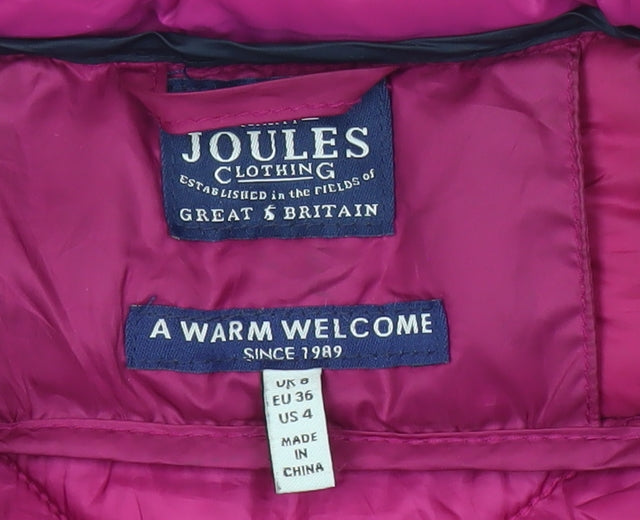 JOULES
CLOTHING
ESTABLISHED in the FIELDS of
GREAT BRITAIN
A WARM WELCOME
SINCE 1989
UK 8
EU 36
US 4
MADE
IN
CHINA